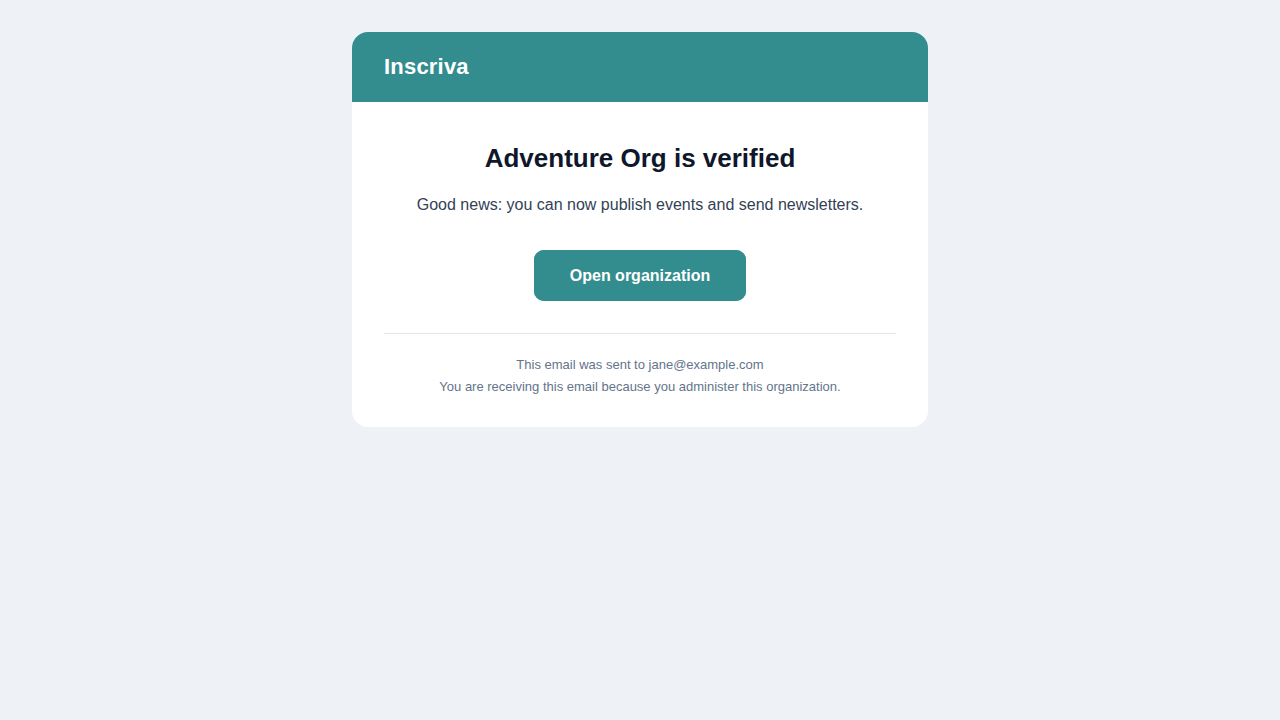 Inscriva
Adventure Org is verified
Good news: you can now publish events and send newsletters.
Open organization
This email was sent to jane@example.com
You are receiving this email because you administer this organization.